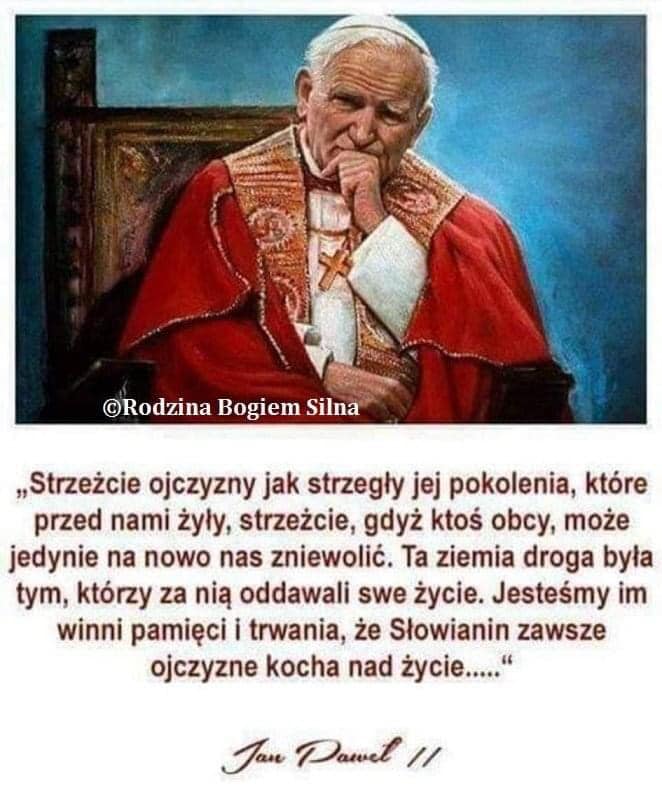 ©Rodzina Bogiem Silna
„Strzeżcie ojczyzny jak strzegły jej pokolenia, które
przed nami żyły, strzeżcie, gdyż ktoś obcy, może
jedynie na nowo nas zniewolić. Ta ziemia droga była
tym, którzy za nią oddawali swe życie. Jesteśmy im
winni pamięci i trwania, że Słowianin zawsze
ojczyzne kocha nad życie.....“
Jan Paweł II